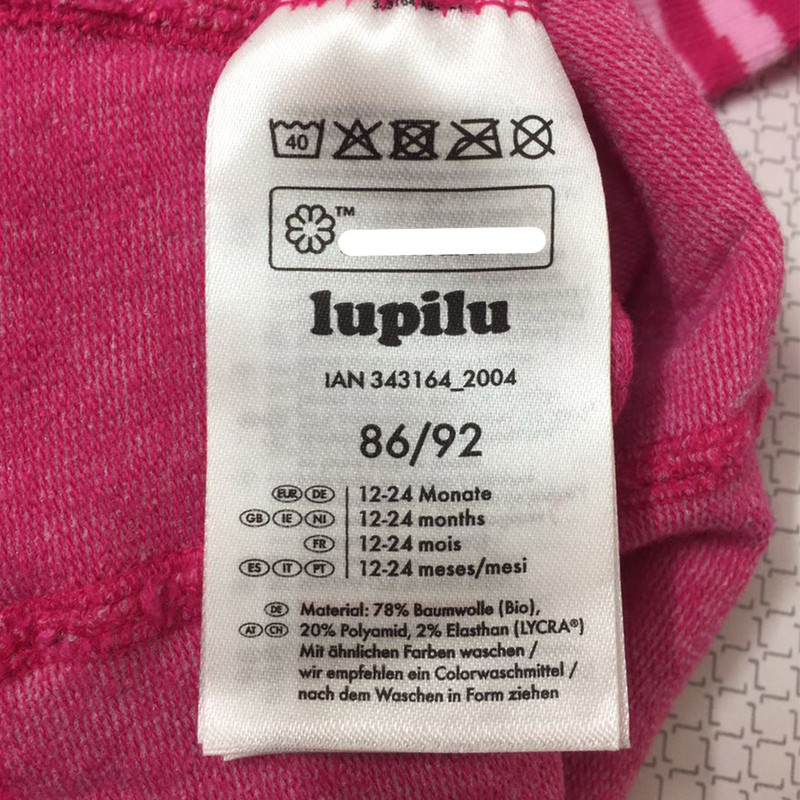 40
TM
lupilu
IAN 343164_2004
86/92
EUR DE 12-24 Monate
GB IE NI 12-24 months
FR 12-24 mois
ES IT PT 12-24 meses/mesi
DE Material: 78% Baumwolle (Bio),
AT CH 20% Polyamid, 2% Elasthan (LYCRA®)
Mit ähnlichen Farben waschen /
wir empfehlen ein Colorwaschmittel /
nach dem Waschen in Form ziehen